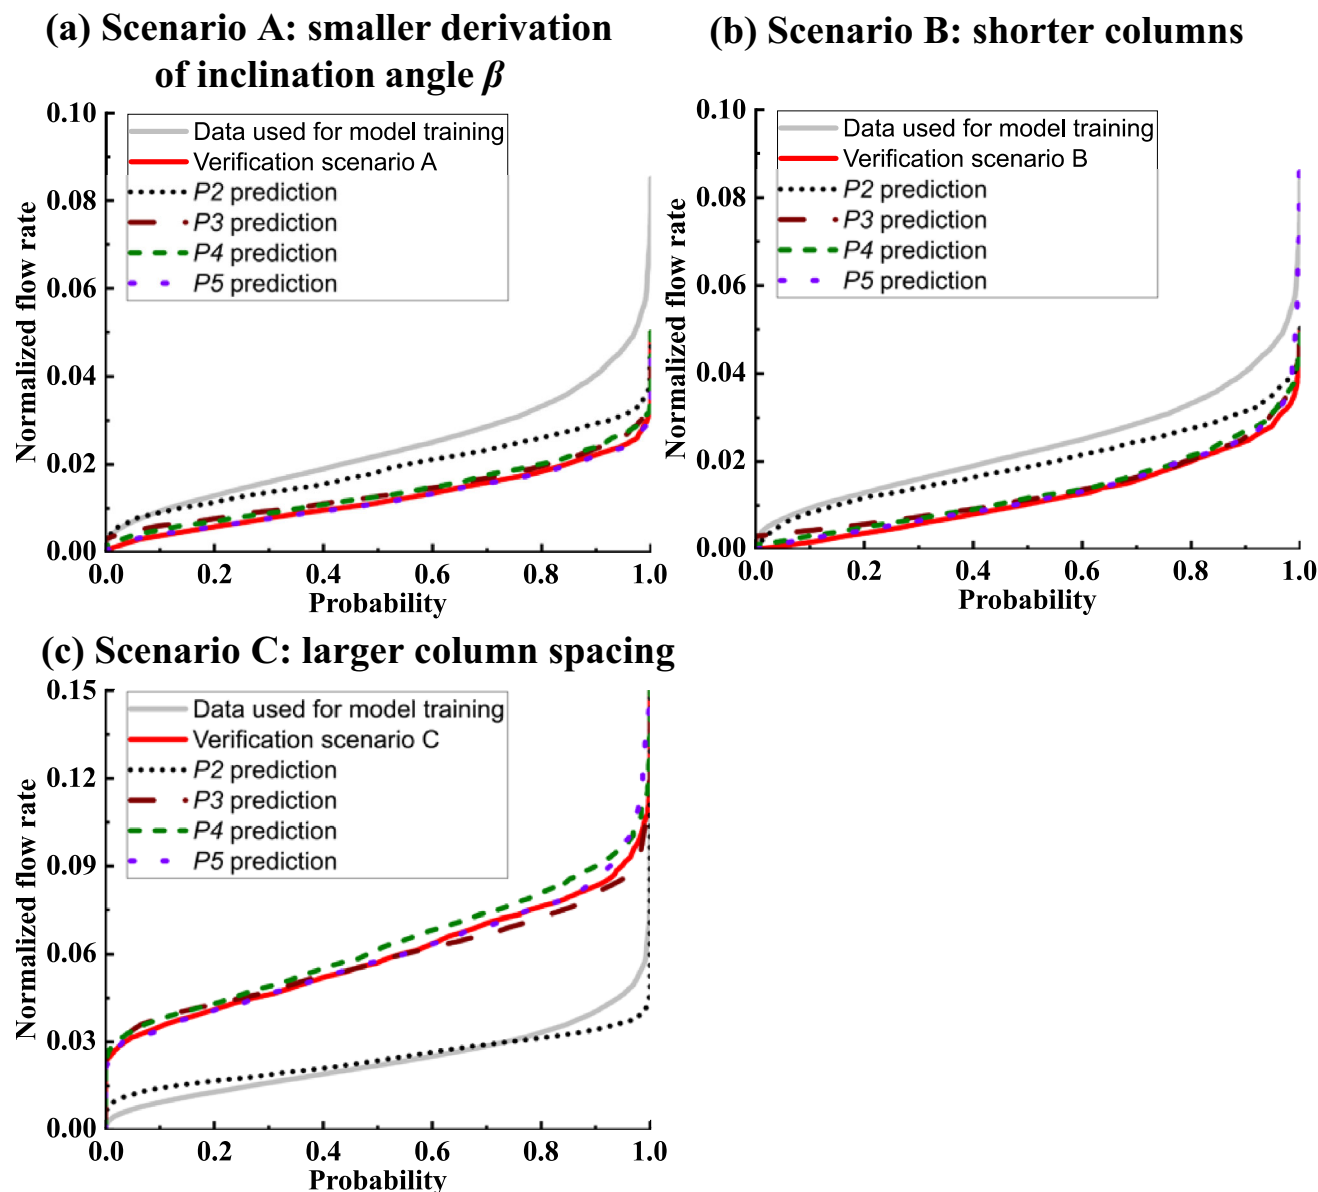 (a) Scenario A: smaller derivation
of inclination angle β
0.10
0.08
0.06
0.04
0.02
0.00
Normalized flow rate
Data used for model training
Verification scenario A
P2 prediction
P3 prediction
P4 prediction
P5 prediction
0.0 0.2 0.4 0.6 0.8 1.0
Probability
(b) Scenario B: shorter columns
0.10
0.08
0.06
0.04
0.02
0.00
Normalized flow rate
Data used for model training
Verification scenario B
P2 prediction
P3 prediction
P4 prediction
P5 prediction
0.0 0.2 0.4 0.6 0.8 1.0
Probability
(c) Scenario C: larger column spacing
0.15
0.12
0.09
0.06
0.03
0.00
Normalized flow rate
Data used for model training
Verification scenario C
P2 prediction
P3 prediction
P4 prediction
P5 prediction
0.0 0.2 0.4 0.6 0.8 1.0
Probability